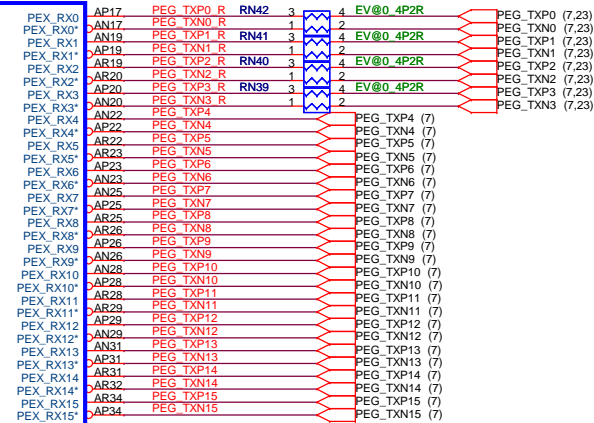 PEX_RX0 AP17 PEG_TXP0_R RN42 3 4 EV@0_4P2R PEG_TXP0 (7,23)
PEX_RX0* AN17 PEG_TXN0_R 1 2 PEG_TXN0 (7,23)
PEX_RX1 AN19 PEG_TXP1_R RN41 3 4 EV@0_4P2R PEG_TXP1 (7,23)
PEX_RX1* AP19 PEG_TXN1_R 1 2 PEG_TXN1 (7,23)
PEX_RX2 AR19 PEG_TXP2_R RN40 3 4 EV@0_4P2R PEG_TXP2 (7,23)
PEX_RX2* AR20 PEG_TXN2_R 1 2 PEG_TXN2 (7,23)
PEX_RX3 AP20 PEG_TXP3_R RN39 3 4 EV@0_4P2R PEG_TXP3 (7,23)
PEX_RX3* AN20 PEG_TXN3_R 1 2 PEG_TXN3 (7,23)
PEX_RX4 AN22 PEG_TXP4 PEG_TXP4 (7)
PEX_RX4* AP22 PEG_TXN4 PEG_TXN4 (7)
PEX_RX5 AR22 PEG_TXP5 PEG_TXP5 (7)
PEX_RX5* AR23 PEG_TXN5 PEG_TXN5 (7)
PEX_RX6 AP23 PEG_TXP6 PEG_TXP6 (7)
PEX_RX6* AN23 PEG_TXN6 PEG_TXN6 (7)
PEX_RX7 AN25 PEG_TXP7 PEG_TXP7 (7)
PEX_RX7* AP25 PEG_TXN7 PEG_TXN7 (7)
PEX_RX8 AR25 PEG_TXP8 PEG_TXP8 (7)
PEX_RX8* AR26 PEG_TXN8 PEG_TXN8 (7)
PEX_RX9 AP26 PEG_TXP9 PEG_TXP9 (7)
PEX_RX9* AN26 PEG_TXN9 PEG_TXN9 (7)
PEX_RX10 AN28 PEG_TXP10 PEG_TXP10 (7)
PEX_RX10* AP28 PEG_TXN10 PEG_TXN10 (7)
PEX_RX11 AR28 PEG_TXP11 PEG_TXP11 (7)
PEX_RX11* AR29 PEG_TXN11 PEG_TXN11 (7)
PEX_RX12 AP29 PEG_TXP12 PEG_TXP12 (7)
PEX_RX12* AN29 PEG_TXN12 PEG_TXN12 (7)
PEX_RX13 AN31 PEG_TXP13 PEG_TXP13 (7)
PEX_RX13* AP31 PEG_TXN13 PEG_TXN13 (7)
PEX_RX14 AR31 PEG_TXP14 PEG_TXP14 (7)
PEX_RX14* AR32 PEG_TXN14 PEG_TXN14 (7)
PEX_RX15 AR34 PEG_TXP15 PEG_TXP15 (7)
PEX_RX15* AP34 PEG_TXN15 PEG_TXN15 (7)